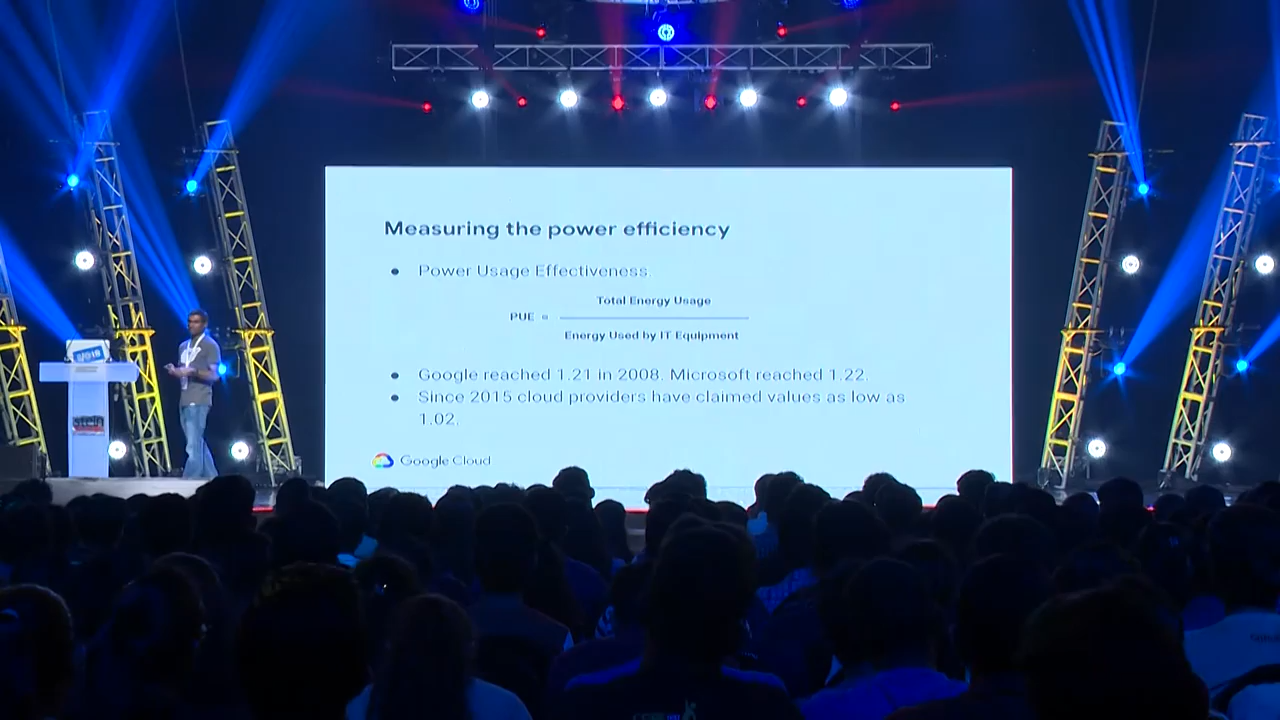 Measuring the power efficiency
● Power Usage Effectiveness.
Total Energy Usage
PUE =
Energy Used by IT Equipment
● Google reached 1.21 in 2008. Microsoft reached 1.22.
● Since 2015 cloud providers have claimed values as low as
1.02.
Google Cloud